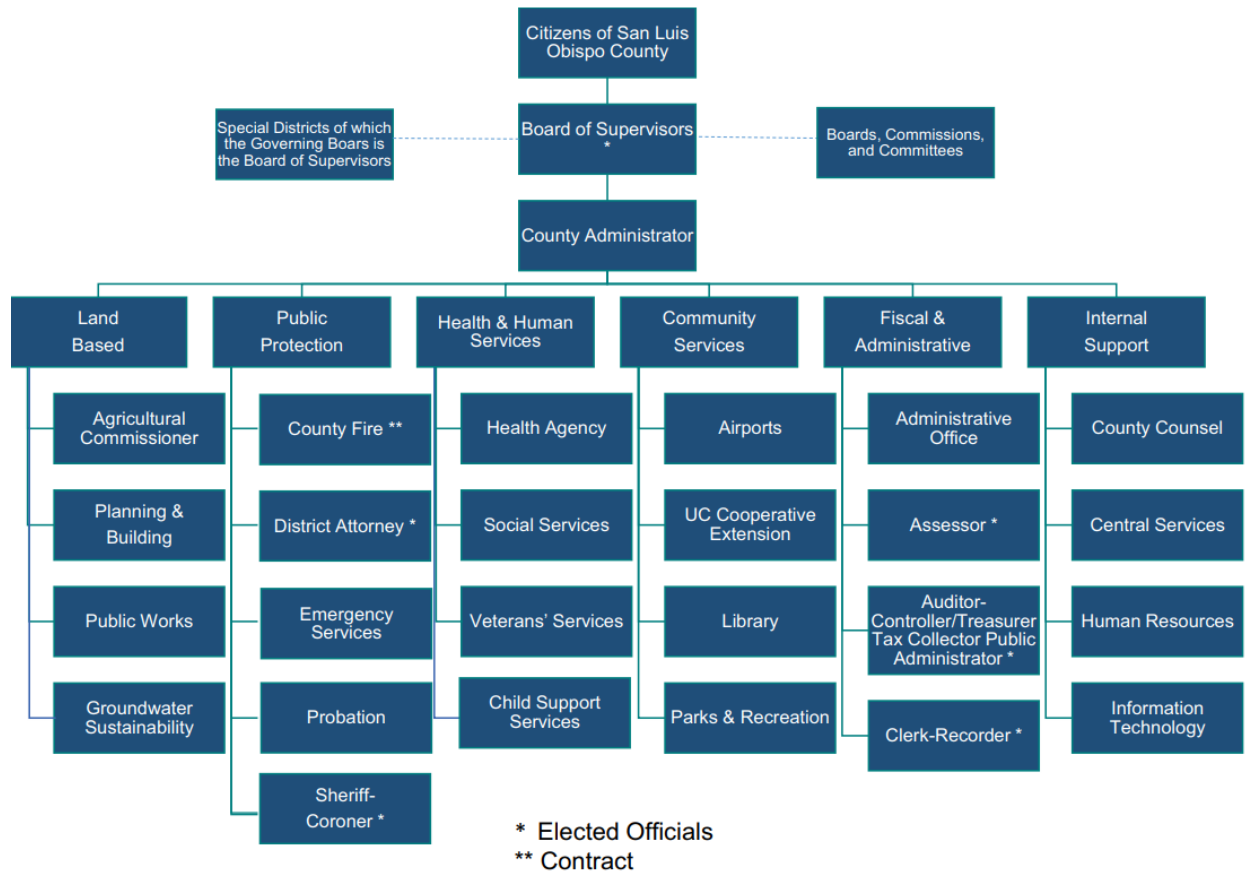 Citizens of San Luis
Obispo County
Special Districts of which
the Governing Boars is
the Board of Supervisors
Board of Supervisors
*
Boards, Commissions,
and Committees
County Administrator
Land
Based
Public
Protection
Health & Human
Services
Community
Services
Fiscal &
Administrative
Internal
Support
Agricultural
Commissioner
County Fire **
Health Agency
Airports
Administrative
Office
County Counsel
Planning &
Building
District Attorney *
Social Services
UC Cooperative
Extension
Assessor *
Central Services
Public Works
Emergency
Services
Veterans’ Services
Library
Auditor-
Controller/Treasurer
Tax Collector Public
Administrator *
Human Resources
Groundwater
Sustainability
Probation
Child Support
Services
Parks & Recreation
Clerk-Recorder *
Information
Technology
Sheriff-
Coroner *
* Elected Officials
** Contract